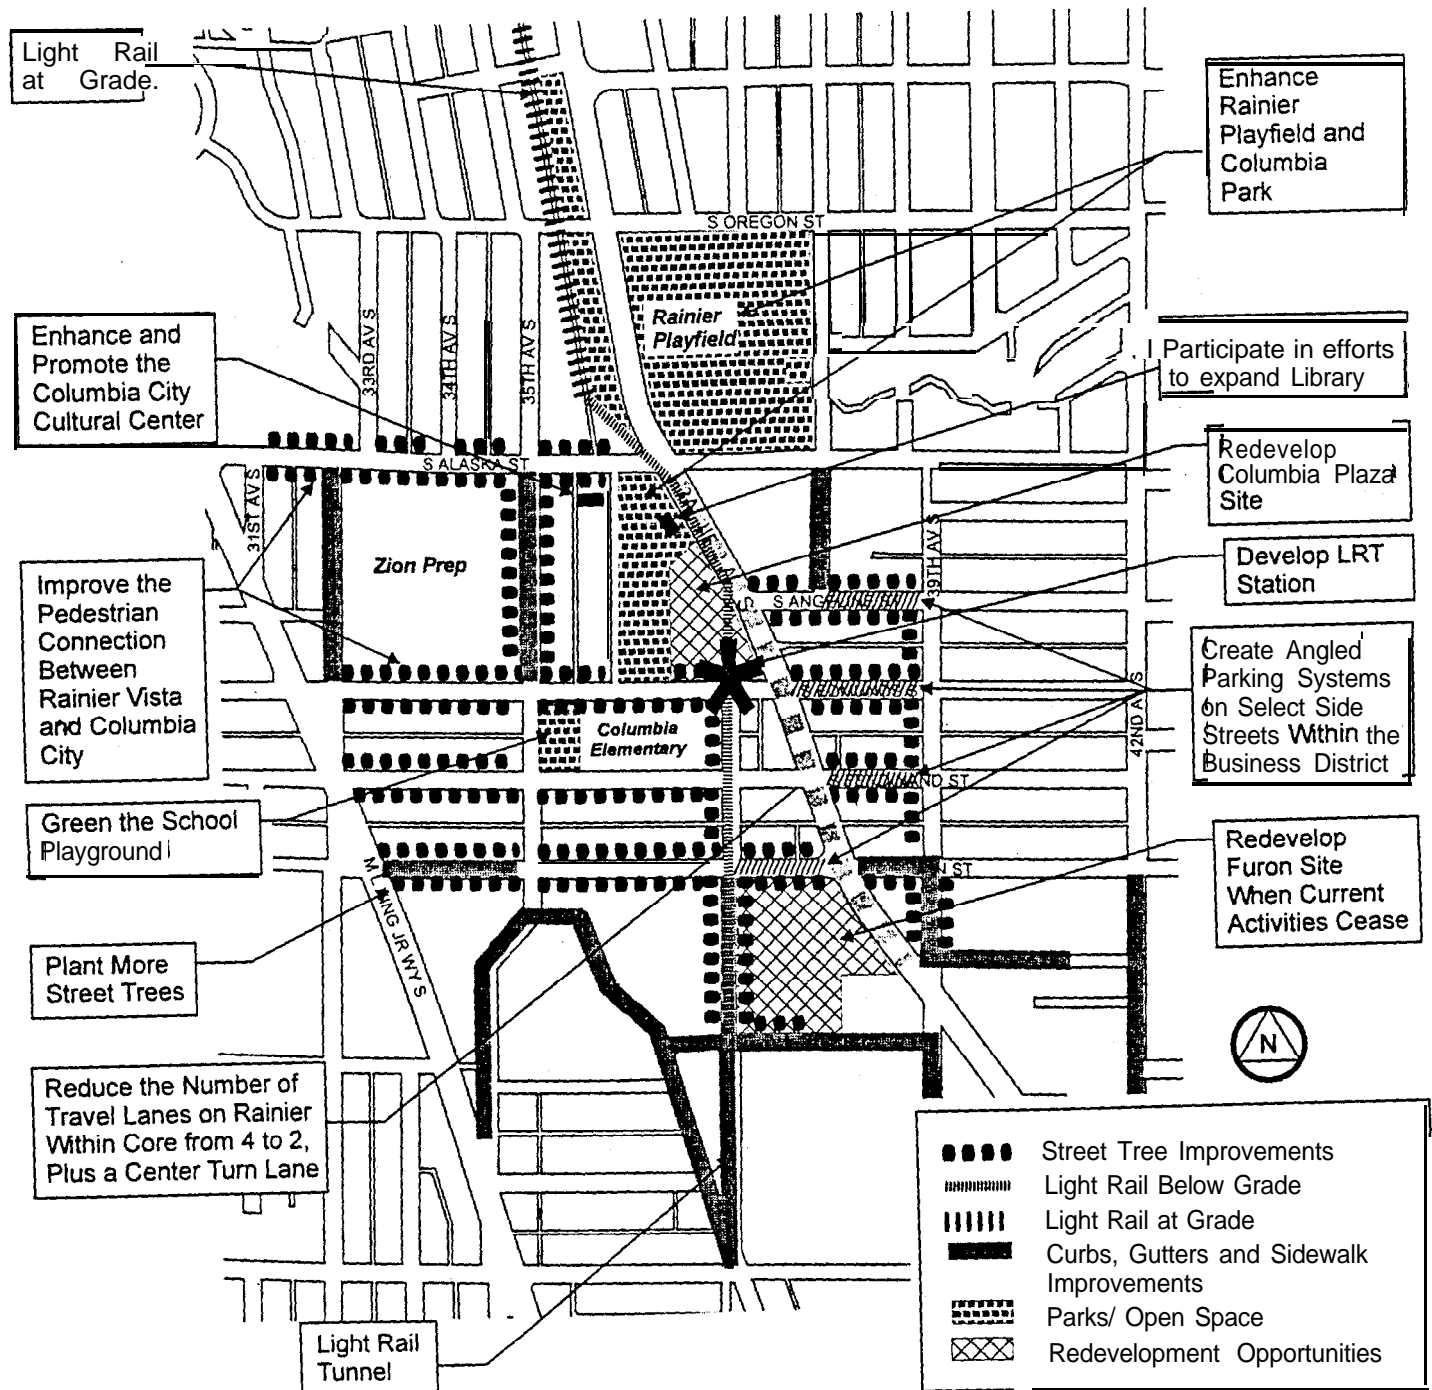 Light Rail
at Grade.
Enhance
Rainier
Playfield and
Columbia
Park
S OREGON ST
Rainier
Playfield
Enhance and
Promote the
Columbia City
Cultural Center
33RD AV S
34TH AV S
35TH AV S
Participate in efforts
to expand Library
Redevelop
Columbia Plaza
Site
S ALASKA ST
31ST AV S
Zion Prep
39TH AV S
Develop LRT
Station
Improve the
Pedestrian
Connection
Between
Rainier Vista
and Columbia
City
S ANG
Create Angled
Parking Systems
on Select Side
Streets Within the
Business District
42ND AV S
Columbia
Elementary
AND ST
Green the School
Playground
N ST
Redevelop
Furon Site
When Current
Activities Cease
M L KING JR WY S
Plant More
Street Trees
N
Reduce the Number of
Travel Lanes on Rainier
Within Core from 4 to 2,
Plus a Center Turn Lane
Light Rail
Tunnel
Street Tree Improvements
Light Rail Below Grade
Light Rail at Grade
Curbs, Gutters and Sidewalk
Improvements
Parks/ Open Space
Redevelopment Opportunities